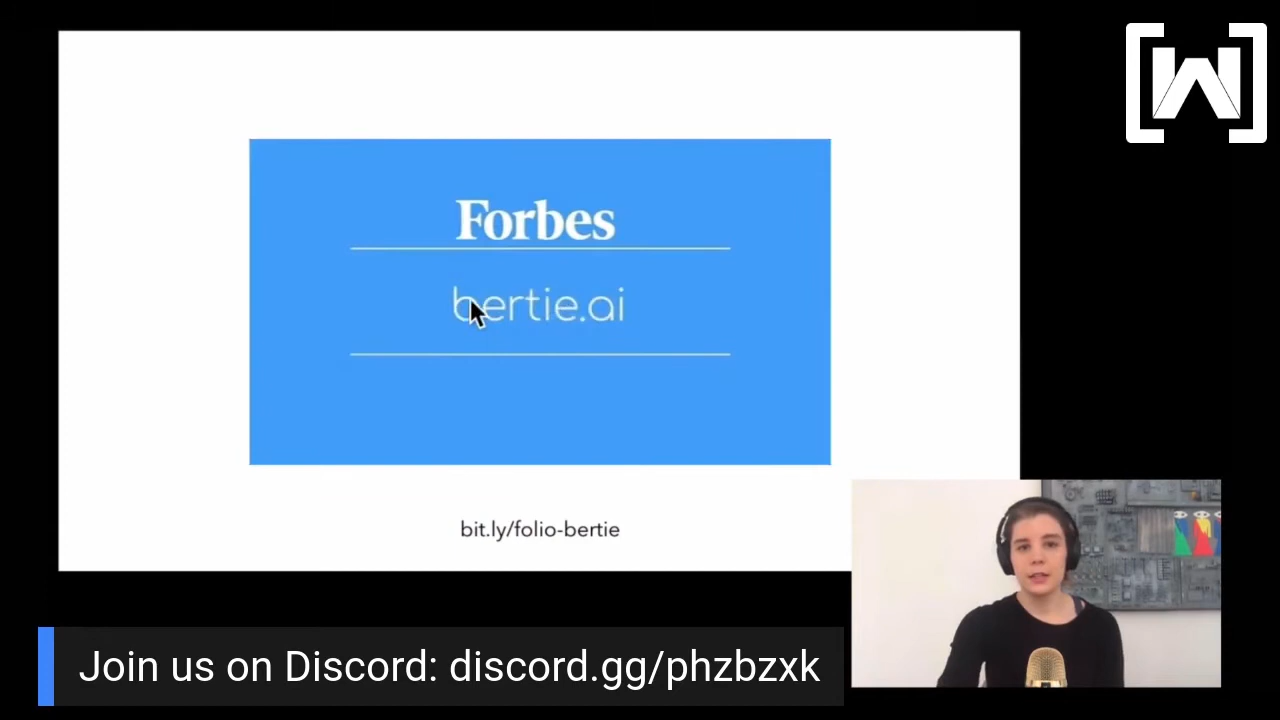 [W]
Forbes
bertie.ai
bit.ly/folio-bertie
Join us on Discord: discord.gg/phzbzxk